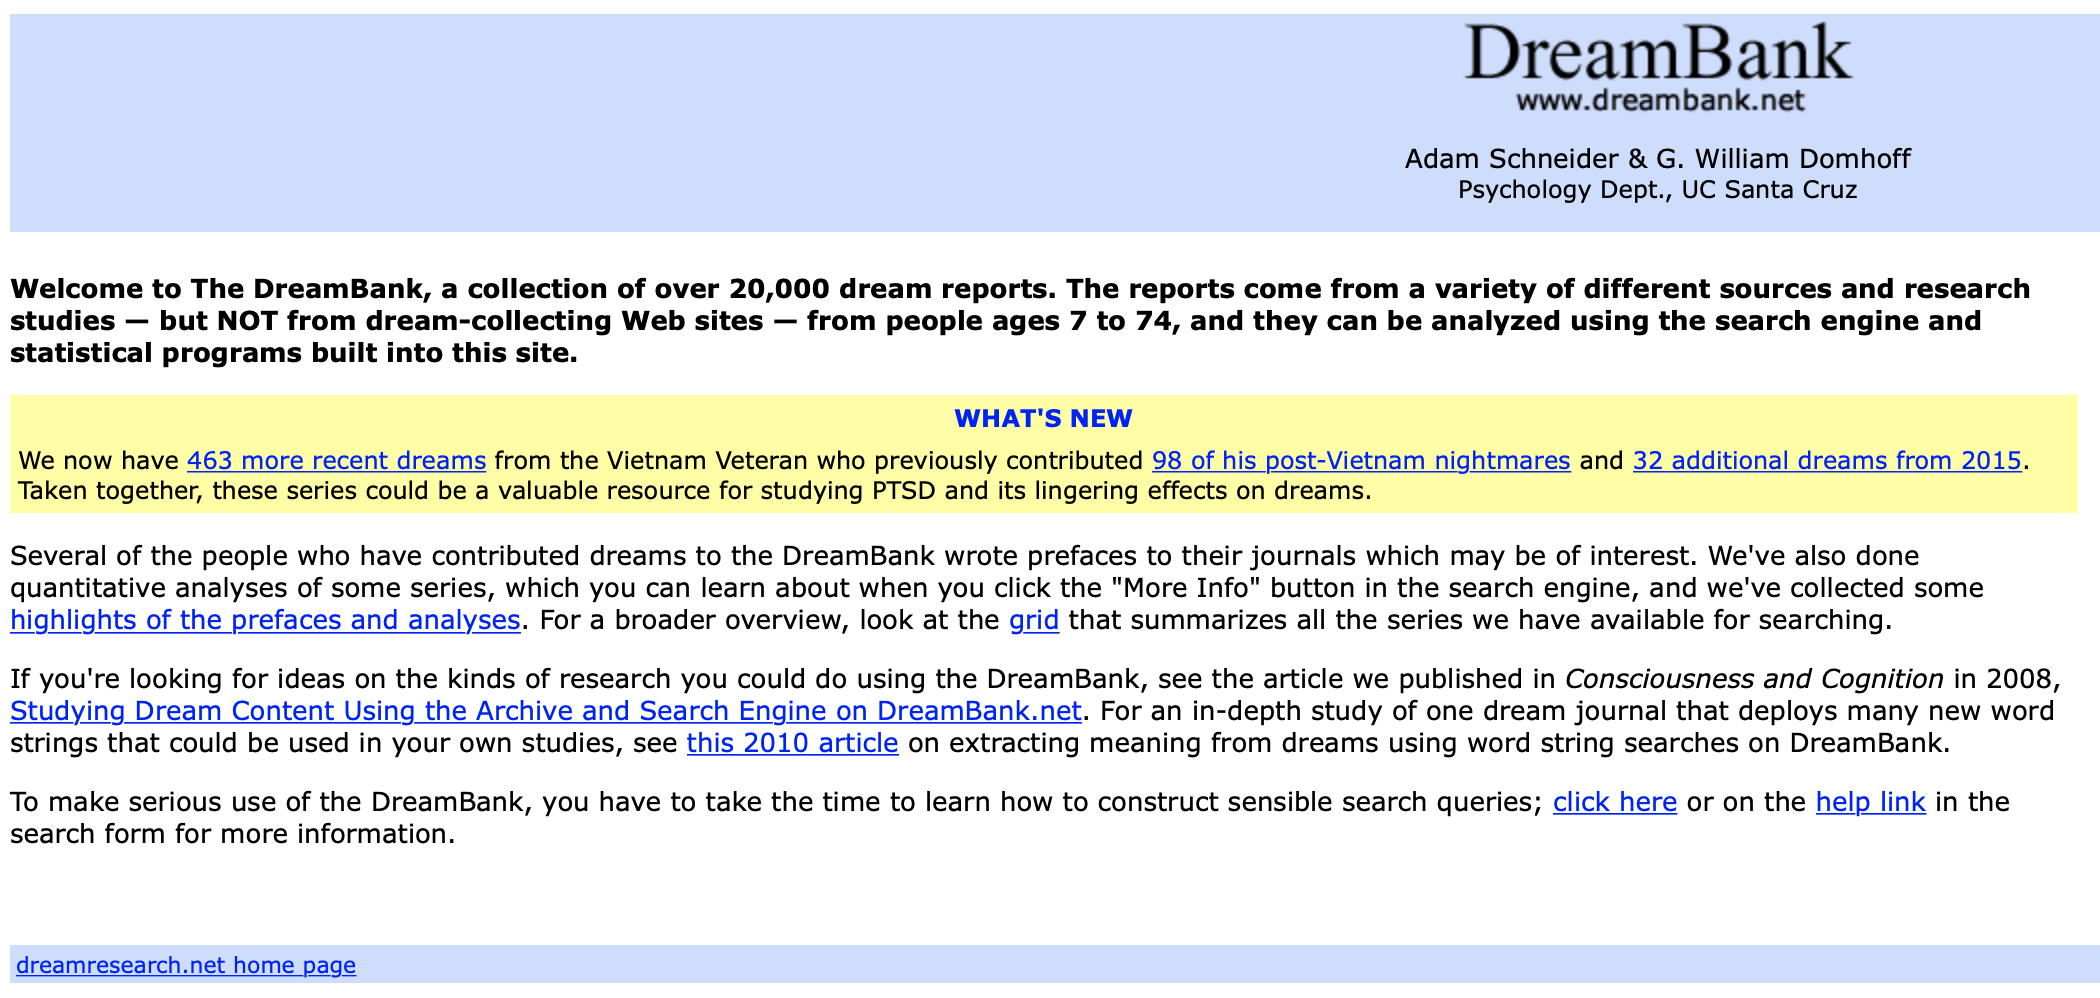 DreamBank
www.dreambank.net
Adam Schneider & G. William Domhoff
Psychology Dept., UC Santa Cruz
Welcome to The DreamBank, a collection of over 20,000 dream reports. The reports come from a variety of different sources and research
studies — but NOT from dream-collecting Web sites — from people ages 7 to 74, and they can be analyzed using the search engine and
statistical programs built into this site.
WHAT'S NEW
We now have 463 more recent dreams from the Vietnam Veteran who previously contributed 98 of his post-Vietnam nightmares and 32 additional dreams from 2015.
Taken together, these series could be a valuable resource for studying PTSD and its lingering effects on dreams.
Several of the people who have contributed dreams to the DreamBank wrote prefaces to their journals which may be of interest. We've also done
quantitative analyses of some series, which you can learn about when you click the "More Info" button in the search engine, and we've collected some
highlights of the prefaces and analyses. For a broader overview, look at the grid that summarizes all the series we have available for searching.
If you're looking for ideas on the kinds of research you could do using the DreamBank, see the article we published in Consciousness and Cognition in 2008,
Studying Dream Content Using the Archive and Search Engine on DreamBank.net. For an in-depth study of one dream journal that deploys many new word
strings that could be used in your own studies, see this 2010 article on extracting meaning from dreams using word string searches on DreamBank.
To make serious use of the DreamBank, you have to take the time to learn how to construct sensible search queries; click here or on the help link in the
search form for more information.
dreamresearch.net home page